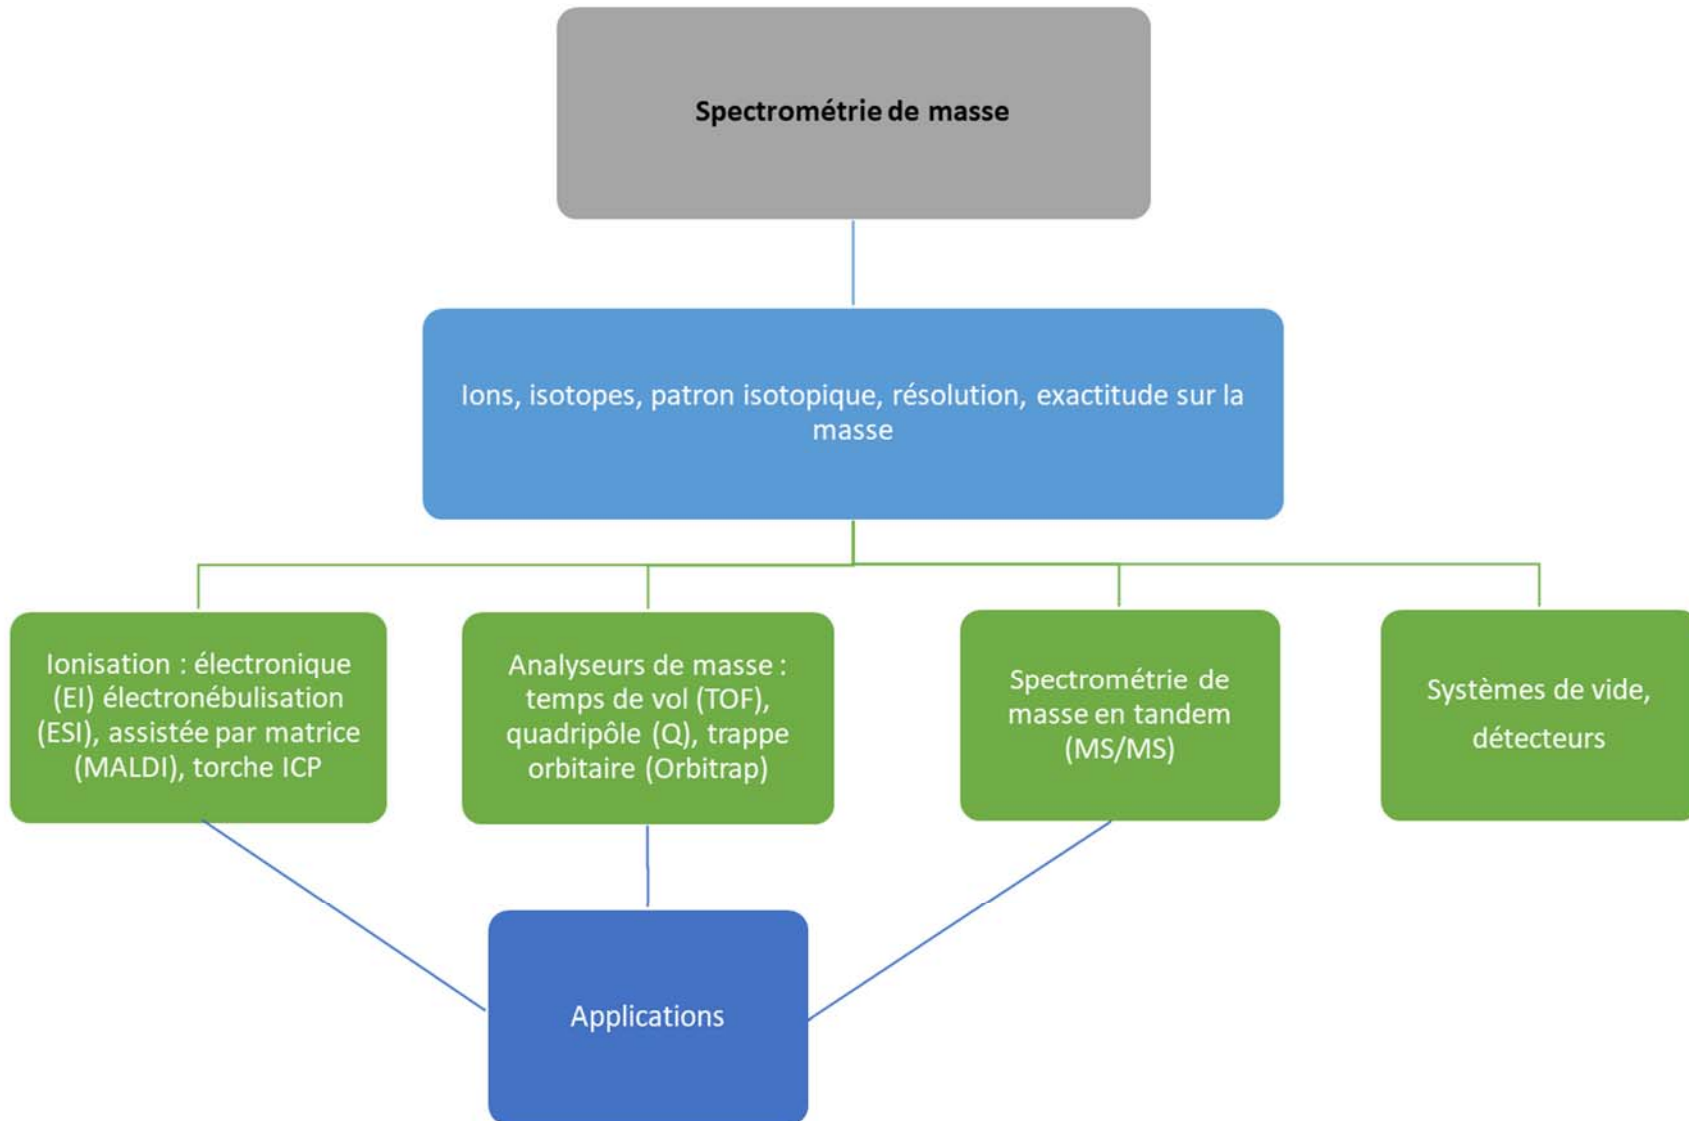 Spectrométrie de masse
Ions, isotopes, patron isotopique, résolution, exactitude sur la
masse
Ionisation : électronique
(EI) électronébulisation
(ESI), assistée par matrice
(MALDI), torche ICP
Analyseurs de masse :
temps de vol (TOF),
quadripôle (Q), trappe
orbitaire (Orbitrap)
Spectrométrie de
masse en tandem
(MS/MS)
Systèmes de vide,
détecteurs
Applications